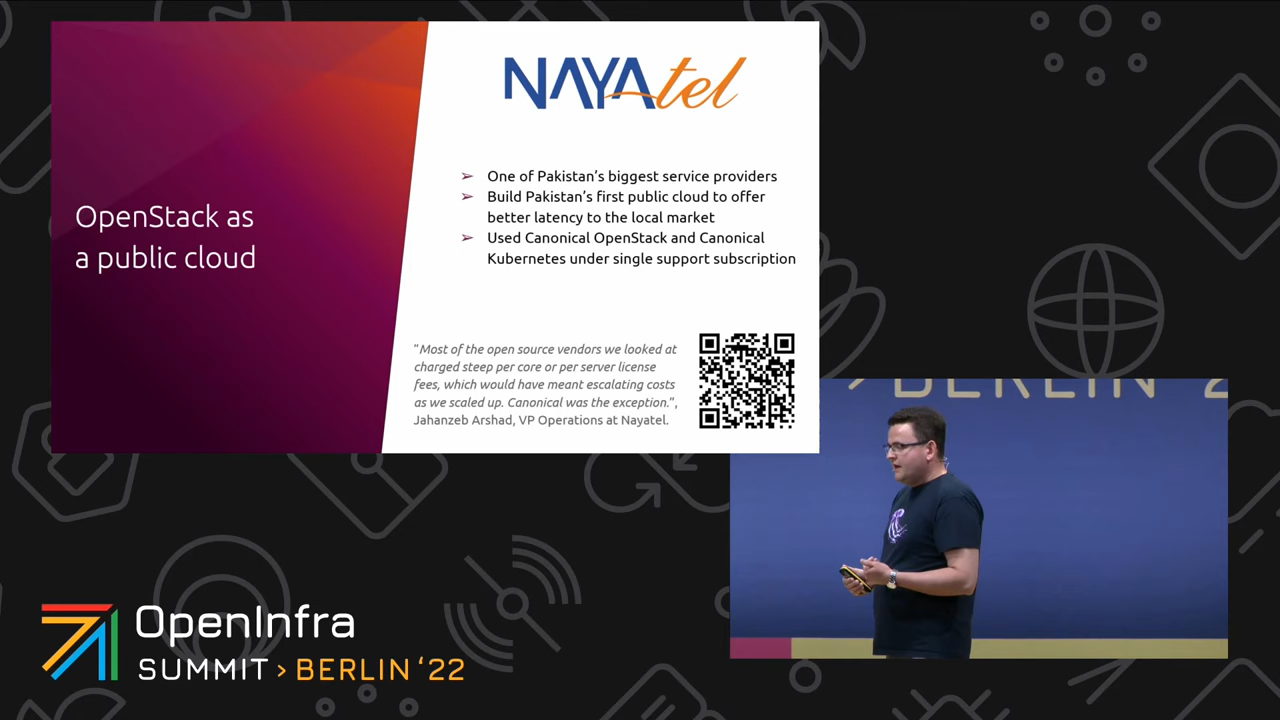 NAYAtel
OpenStack as
a public cloud
➢ One of Pakistan's biggest service providers
➢ Build Pakistan's first public cloud to offer
better latency to the local market
➢ Used Canonical OpenStack and Canonical
Kubernetes under single support subscription
"Most of the open source vendors we looked at
charged steep per core or per server license
fees, which would have meant escalating costs
as we scaled up. Canonical was the exception.",
Jahanzeb Arshad, VP Operations at Nayatel.
> BERLIN '2
OpenInfra
SUMMIT > BERLIN '22